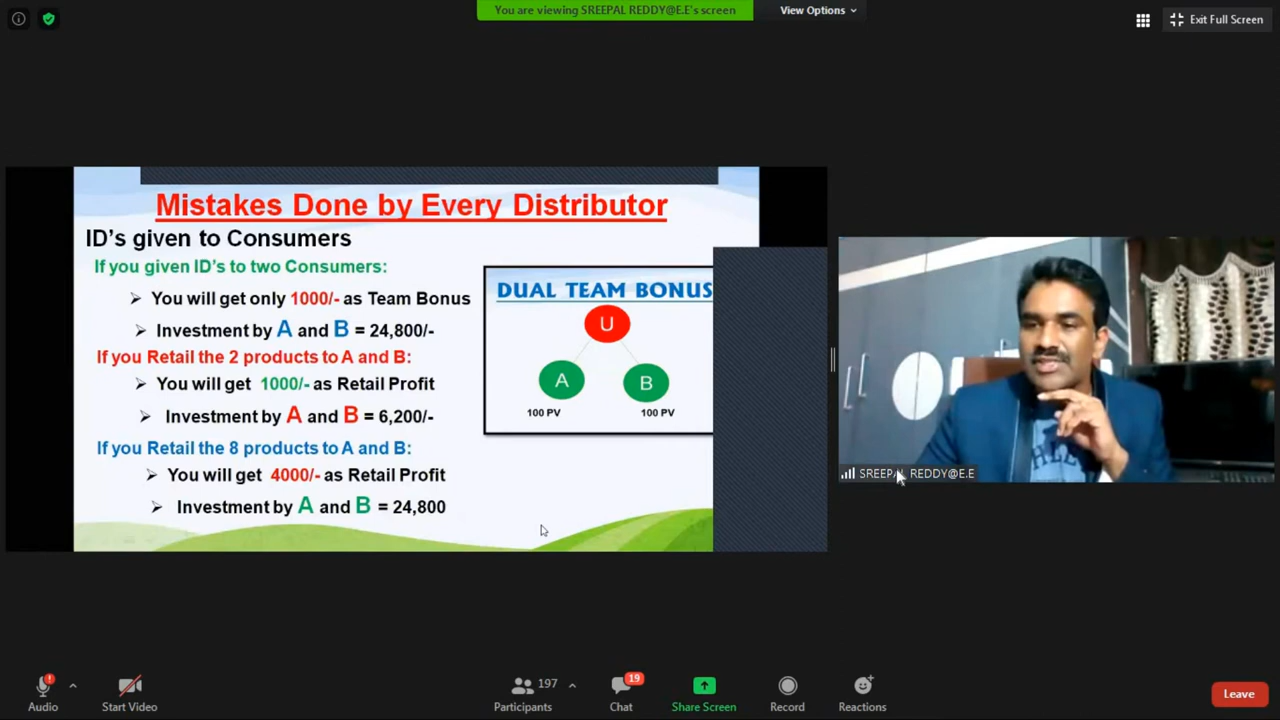 You are viewing SREEPAL REDDY@E.E's screen
View Options
Exit Full Screen
Mistakes Done by Every Distributor
ID's given to Consumers
If you given ID's to two Consumers:
➢ You will get only 1000/- as Team Bonus
➢ Investment by A and B = 24,800/-
If you Retail the 2 products to A and B:
➢ You will get 1000/- as Retail Profit
➢ Investment by A and B = 6,200/-
If you Retail the 8 products to A and B:
➢ You will get 4000/- as Retail Profit
➢ Investment by A and B = 24,800
DUAL TEAM BONUS
U
A
B
100 PV
100 PV
SREEPAL REDDY@E.E
Audio
Start Video
197
Participants
19
Chat
Share Screen
Record
Reactions
Leave